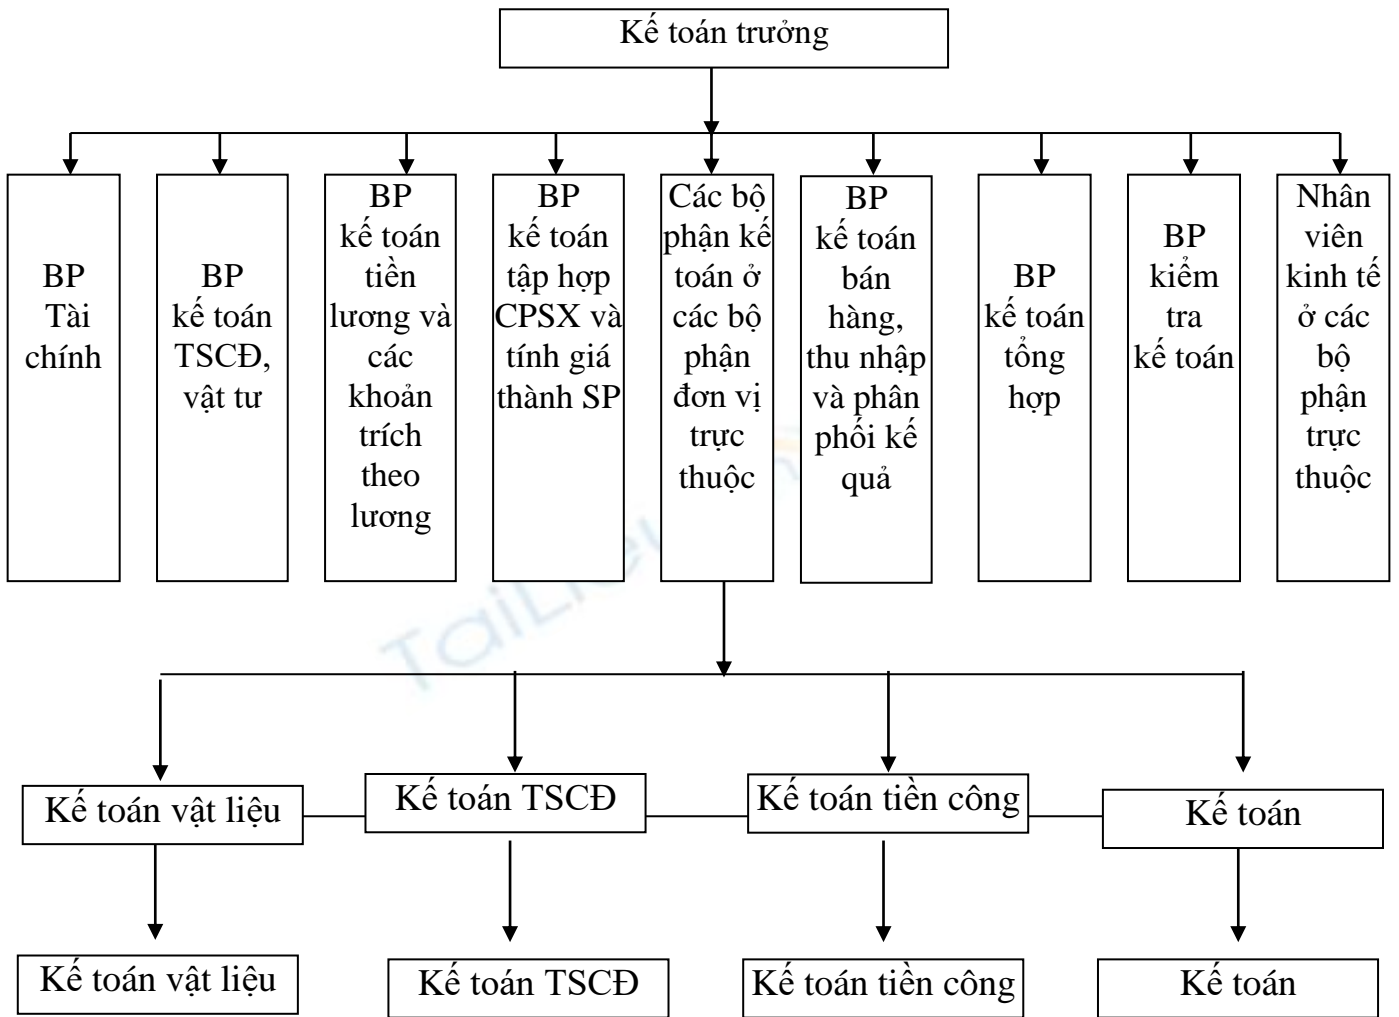 Kế toán trưởng
BP
Tài
chính
BP
kế toán
TSCĐ,
vật tư
BP
kế toán
tiền
lương và
các
khoản
trích
theo
lương
BP
kế toán
tập hợp
CPSX và
tính giá
thành SP
Các bộ
phận kế
toán ở
các bộ
phận
đơn vị
trực
thuộc
BP
kế toán
bán
hàng,
thu nhập
và phân
phối kế
quả
BP
kế toán
tổng
hợp
BP
kiểm
tra
kế toán
Nhân
viên
kinh tế
ở các
bộ
phận
trực
thuộc
Kế toán vật liệu
Kế toán TSCĐ
Kế toán tiền công
Kế toán
Kế toán vật liệu
Kế toán TSCĐ
Kế toán tiền công
Kế toán